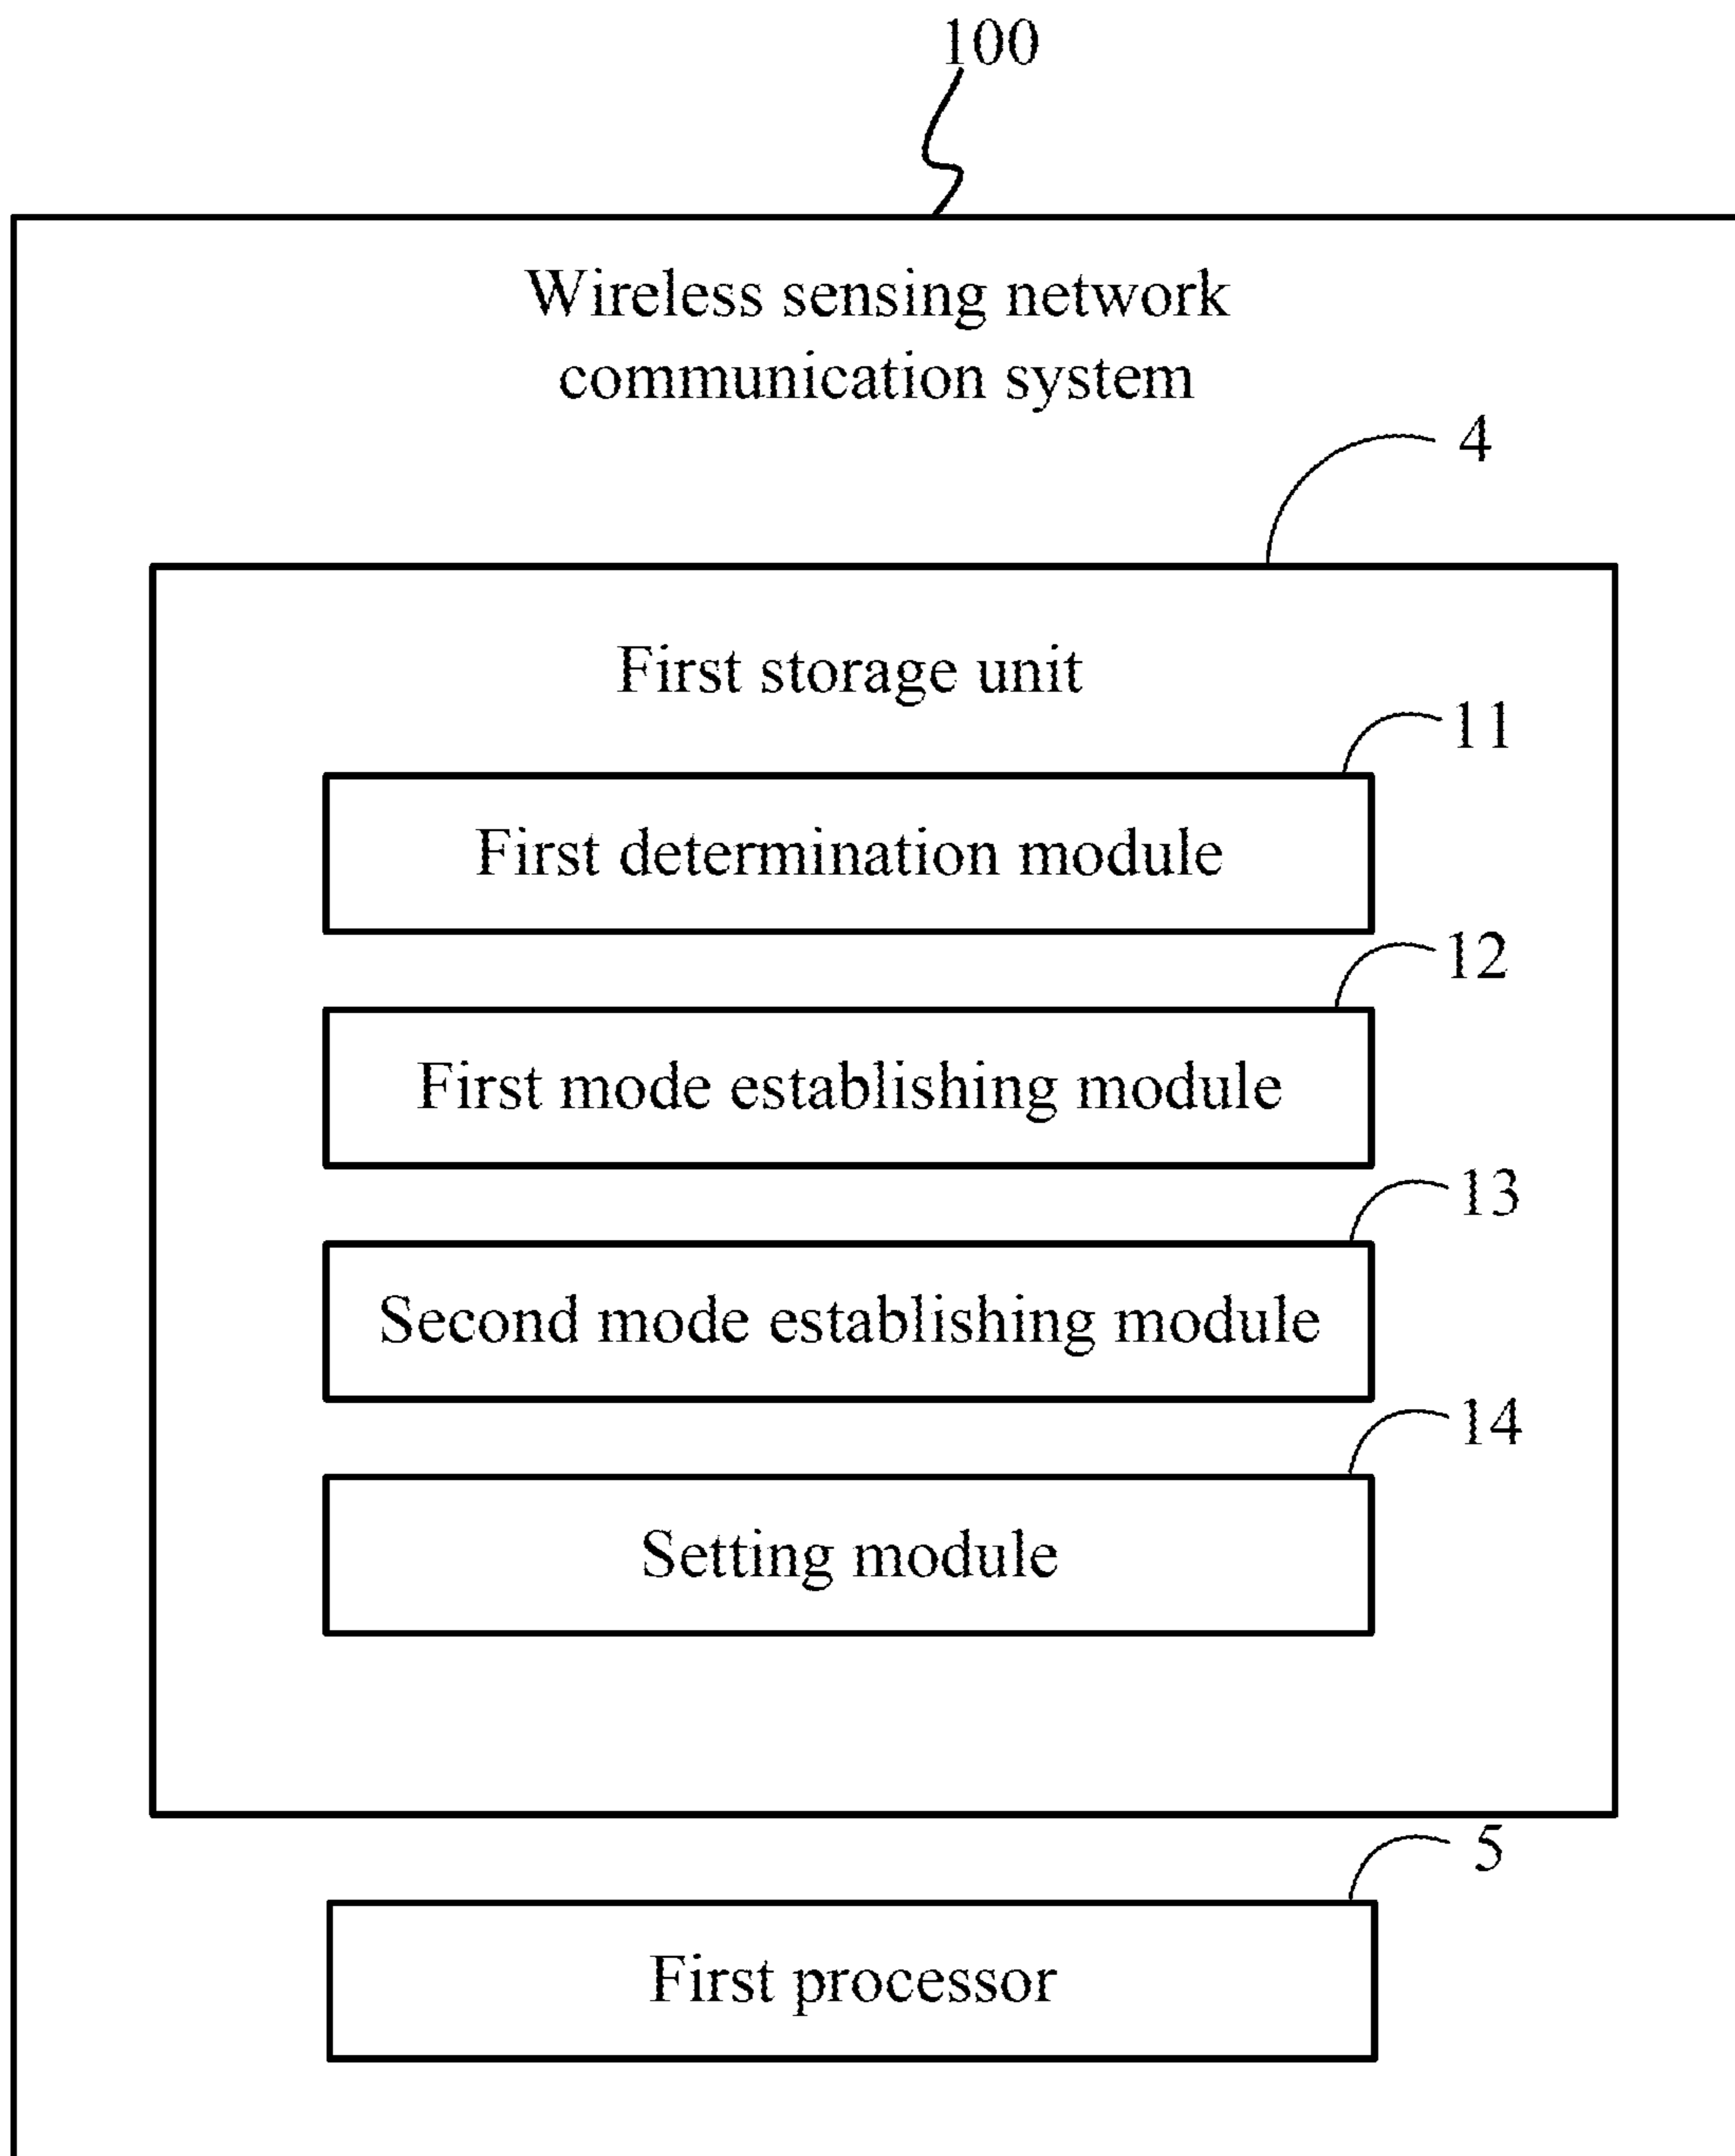 100
Wireless sensing network
communication system
4
First storage unit
11
First determination module
12
First mode establishing module
13
Second mode establishing module
14
Setting module
5
First processor